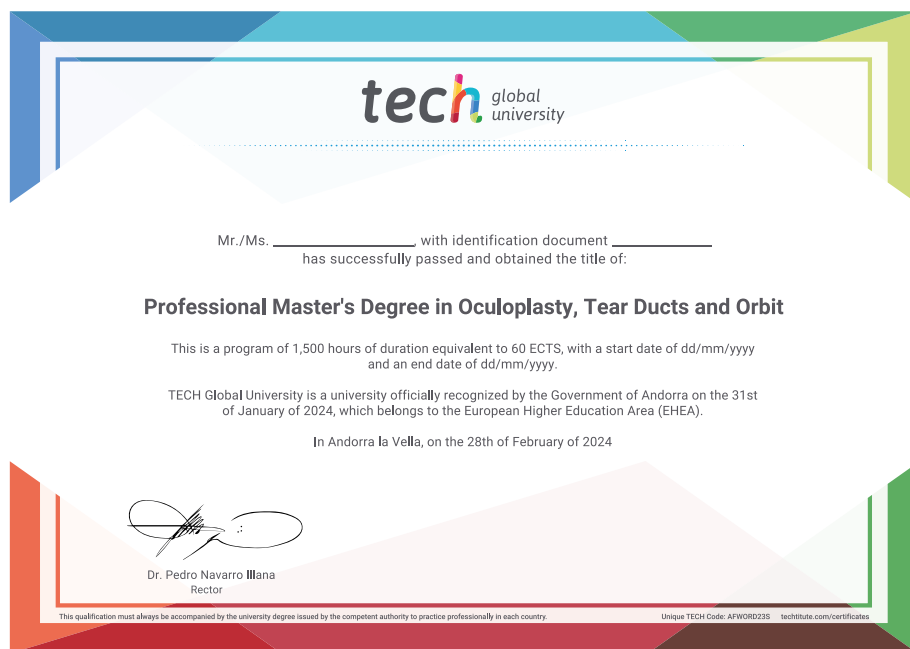 tech global
university
Mr./Ms. ____________, with identification document ____________
has successfully passed and obtained the title of:
Professional Master's Degree in Oculoplasty, Tear Ducts and Orbit
This is a program of 1,500 hours of duration equivalent to 60 ECTS, with a start date of dd/mm/yyyy
and an end date of dd/mm/yyyy.
TECH Global University is a university officially recognized by the Government of Andorra on the 31st
of January of 2024, which belongs to the European Higher Education Area (EHEA).
In Andorra la Vella, on the 28th of February of 2024
Dr. Pedro Navarro Illana
Rector
This qualification must always be accompanied by the university degree issued by the competent authority to practice professionally in each country.
Unique TECH Code: AFWORD23S techtitute.com/certificates